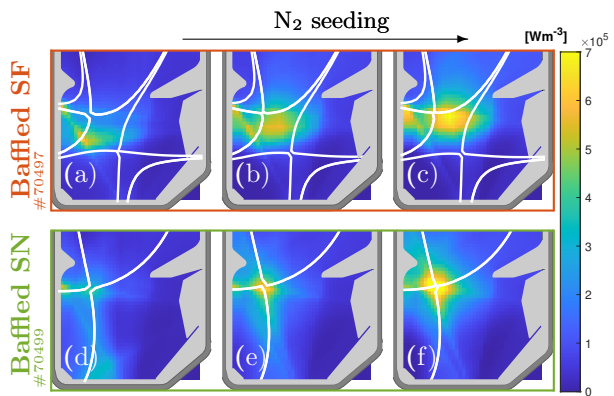 N₂ seeding
[Wm⁻³]
×10⁵
Baffled SF
#70497
(a)
(b)
(c)
Baffled SN
#70499
(d)
(e)
(f)
7
6
5
4
3
2
1
0